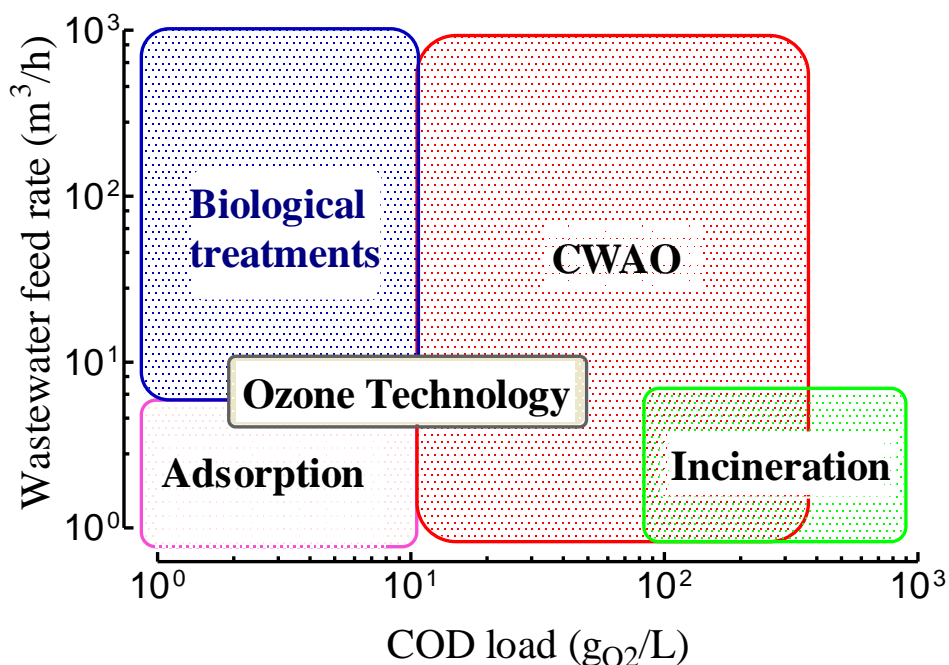 Wastewater feed rate (m³/h)
10³
10²
10¹
10⁰
Biological
treatments
CWAO
Ozone Technology
Adsorption
Incineration
10⁰ 10¹ 10² 10³
COD load (g_O2/L)